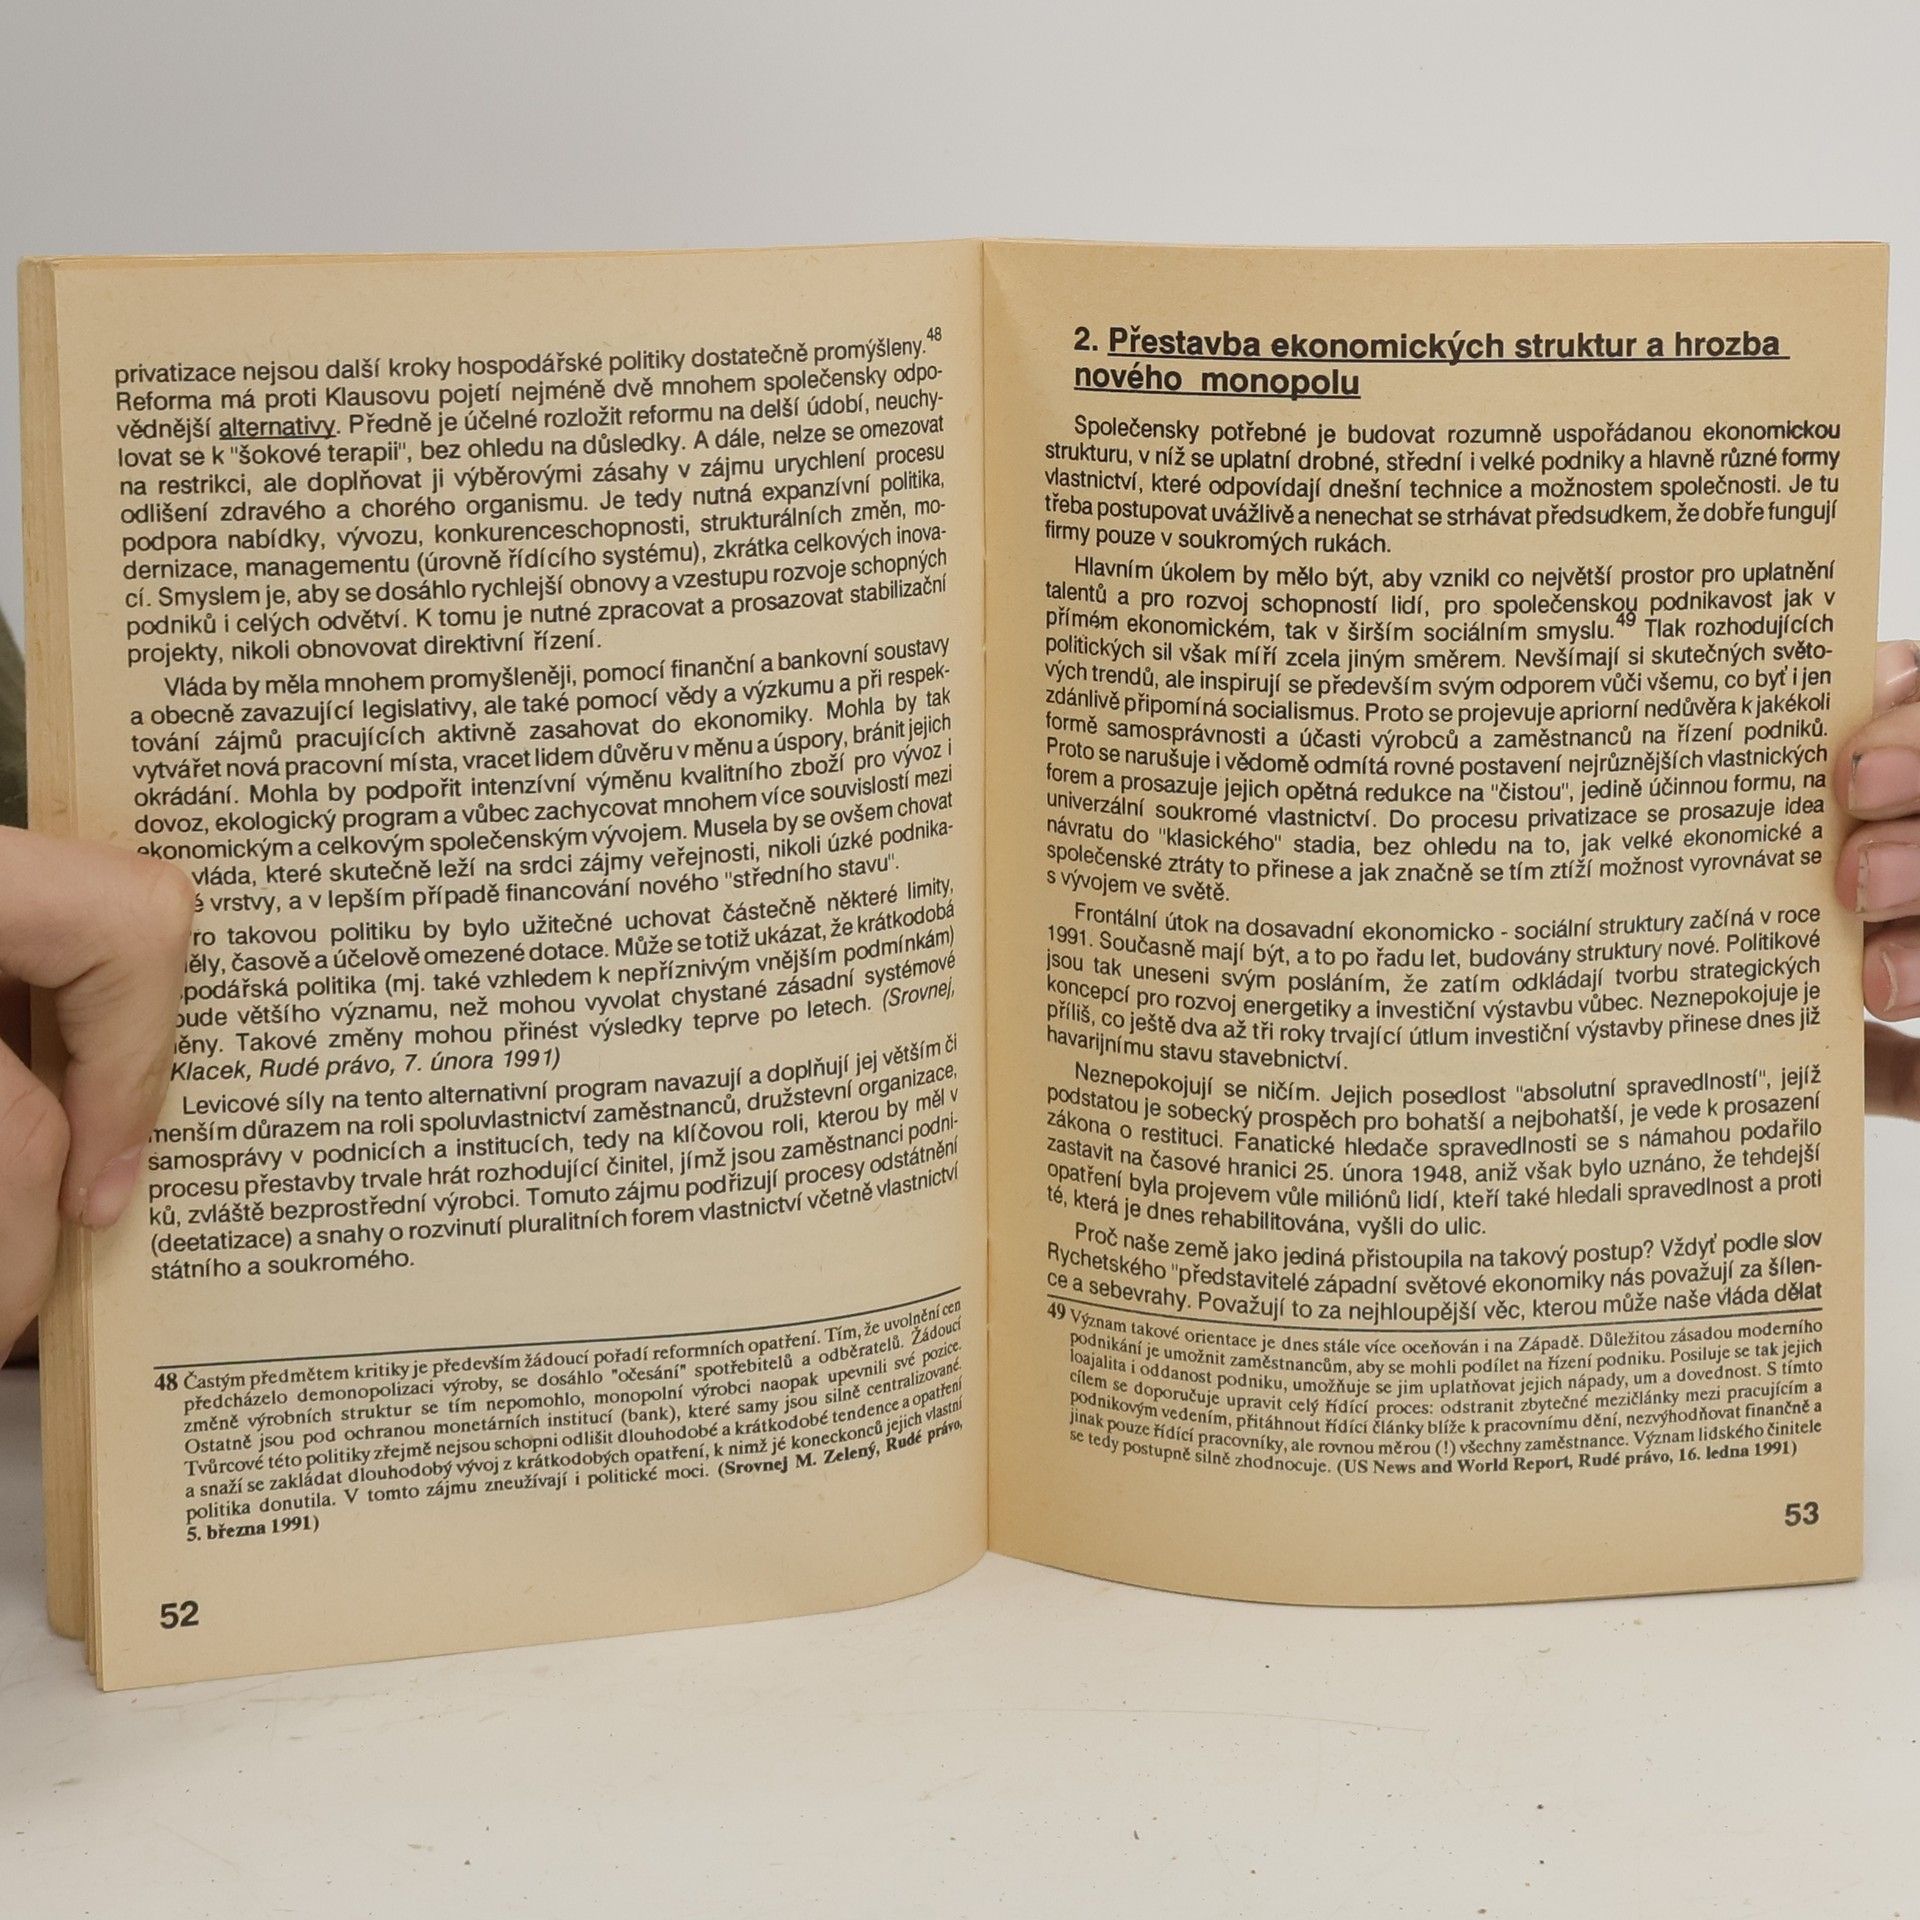 privatizace nejsou další kroky hospodářské politiky dostatečně promýšleny.48
Reforma má proti Klausovu pojetí nejméně dvě mnohem společensky odpo-
vědnější alternativy. Předně je účelné rozložit reformu na delší údobí, neuchy-
lovat se k "šokové terapii", bez ohledu na důsledky. A dále, nelze se omezovat
na restrikci, ale doplňovat ji výběrovými zásahy v zájmu urychlení procesu
odlišení zdravého a chorého organismu. Je tedy nutná expanzívní politika,
podpora nabídky, vývozu, konkurenceschopnosti, strukturálních změn, mo-
dernizace, managementu (úrovně řídícího systému), zkrátka celkových inova-
cí. Smyslem je, aby se dosáhlo rychlejší obnovy a vzestupu rozvoje schopných
podniků i celých odvětví. K tomu je nutné zpracovat a prosazovat stabilizační
projekty, nikoli obnovovat direktivní řízení.
Vláda by měla mnohem promyšleněji, pomocí finanční a bankovní soustavy
a obecně zavazující legislativy, ale také pomocí vědy a výzkumu a při respek-
tování zájmů pracujících aktivně zasahovat do ekonomiky. Mohla by tak
vytvářet nová pracovní místa, vracet lidem důvěru v měnu a úspory, bránit jejich
okrádání. Mohla by podpořit intenzívní výměnu kvalitního zboží pro vývoz i
dovoz, ekologický program a vůbec zachycovat mnohem více souvislostí mezi
ekonomickým a celkovým společenským vývojem. Musela by se ovšem chovat
vláda, které skutečně leží na srdci zájmy veřejnosti, nikoli úzké podnika-
é vrstvy, a v lepším případě financování nového "středního stavu".
ro takovou politiku by bylo užitečné uchovat částečně některé limity,
ěly, časově a účelově omezené dotace. Může se totiž ukázat, že krátkodobá
podářská politika (mj. také vzhledem k nepříznivým vnějším podmínkám)
bude většího významu, než mohou vyvolat chystané zásadní systémové
ěny. Takové změny mohou přinést výsledky teprve po letech. (Srovnej,
Klacek, Rudé právo, 7. února 1991)
Levicové síly na tento alternativní program navazují a doplňují jej větším či
menším důrazem na roli spoluvlastnictví zaměstnanců, družstevní organizace,
samosprávy v podnicích a institucích, tedy na klíčovou roli, kterou by měl v
procesu přestavby trvale hrát rozhodující činitel, jímž jsou zaměstnanci podni-
ků, zvláště bezprostřední výrobci. Tomuto zájmu podřizují procesy odstátnění
(deetatizace) a snahy o rozvinutí pluralitních forem vlastnictví včetně vlastnictví
státního a soukromého.
48 Častým předmětem kritiky je především žádoucí pořadí reformních opatření. Tím, že uvolnění cen
předcházelo demonopolizaci výroby, se dosáhlo "očesání" spotřebitelů a odběratelů. Žádoucí
změně výrobních struktur se tím nepomohlo, monopolní výrobci naopak upevnili své pozice.
Ostatně jsou pod ochranou monetárních institucí (bank), které samy jsou silně centralizované.
Tvůrcové této politiky zřejmě nejsou schopni odlišit dlouhodobé a krátkodobé tendence a opatření
a snaží se zakládat dlouhodobý vývoj z krátkodobých opatření, k nimž jé koneckonců jejich vlastní
politika donutila. V tomto zájmu zneužívají i politické moci. (Srovnej M. Zelený, Rudé právo,
5. března 1991)
52
2. Přestavba ekonomických struktur a hrozba
nového monopolu
Společensky potřebné je budovat rozumně uspořádanou ekonomickou
strukturu, v níž se uplatní drobné, střední i velké podniky a hlavně různé formy
vlastnictví, které odpovídají dnešní technice a možnostem společnosti. Je tu
třeba postupovat uvážlivě a nenechat se strhávat předsudkem, že dobře fungují
firmy pouze v soukromých rukách.
Hlavním úkolem by mělo být, aby vznikl co největší prostor pro uplatnění
talentů a pro rozvoj schopností lidí, pro společenskou podnikavost jak v
přímém ekonomickém, tak v širším sociálním smyslu.49 Tlak rozhodujících
politických sil však míří zcela jiným směrem. Nevšímají si skutečných světo-
vých trendů, ale inspirují se především svým odporem vůči všemu, co byť i jen
zdánlivě připomíná socialismus. Proto se projevuje apriorní nedůvěra k jakékoli
formě samosprávnosti a účasti výrobců a zaměstnanců na řízení podniků.
Proto se narušuje i vědomě odmítá rovné postavení nejrůznějších vlastnických
forem a prosazuje jejich opětná redukce na "čistou", jedině účinnou formu, na
univerzální soukromé vlastnictví. Do procesu privatizace se prosazuje idea
návratu do "klasického" stadia, bez ohledu na to, jak velké ekonomické a
společenské ztráty to přinese a jak značně se tím ztíží možnost vyrovnávat se
s vývojem ve světě.
Frontální útok na dosavadní ekonomicko - sociální struktury začíná v roce
1991. Současně mají být, a to po řadu let, budovány struktury nové. Politikové
jsou tak uneseni svým posláním, že zatím odkládají tvorbu strategických
koncepcí pro rozvoj energetiky a investiční výstavbu vůbec. Neznepokojuje je
příliš, co ještě dva až tři roky trvající útlum investiční výstavby přinese dnes již
havarijnímu stavu stavebnictví.
Neznepokojují se ničím. Jejich posedlost "absolutní spravedlností", jejíž
podstatou je sobecký prospěch pro bohatší a nejbohatší, je vede k prosazení
zákona o restituci. Fanatické hledače spravedlnosti se s námahou podařilo
zastavit na časové hranici 25. února 1948, aniž však bylo uznáno, že tehdejší
opatření byla projevem vůle miliónů lidí, kteří také hledali spravedlnost a proti
té, která je dnes rehabilitována, vyšli do ulic.
Proč naše země jako jediná přistoupila na takový postup? Vždyť podle slov
Rychetského "představitelé západní světové ekonomiky nás považují za šílen-
ce a sebevrahy. Považují to za nejhloupější věc, kterou může naše vláda dělat
49 Význam takové orientace je dnes stále více oceňován i na Západě. Důležitou zásadou moderního
podnikání je umožnit zaměstnancům, aby se mohli podílet na řízení podniku. Posiluje se tak jejich
loajalita i oddanost podniku, umožňuje se jim uplatňovat jejich nápady, um a dovednost. S tímto
cílem se doporučuje upravit celý řídící proces: odstranit zbytečné mezičlánky mezi pracujícím a
podnikovým vedením, přitáhnout řídící články blíže k pracovnímu dění, nezvýhodňovat finančně a
jinak pouze řídící pracovníky, ale rovnou měrou (!) všechny zaměstnance. Význam lidského činitele
se tedy postupně silně zhodnocuje. (US News and World Report, Rudé právo, 16. ledna 1991)
53